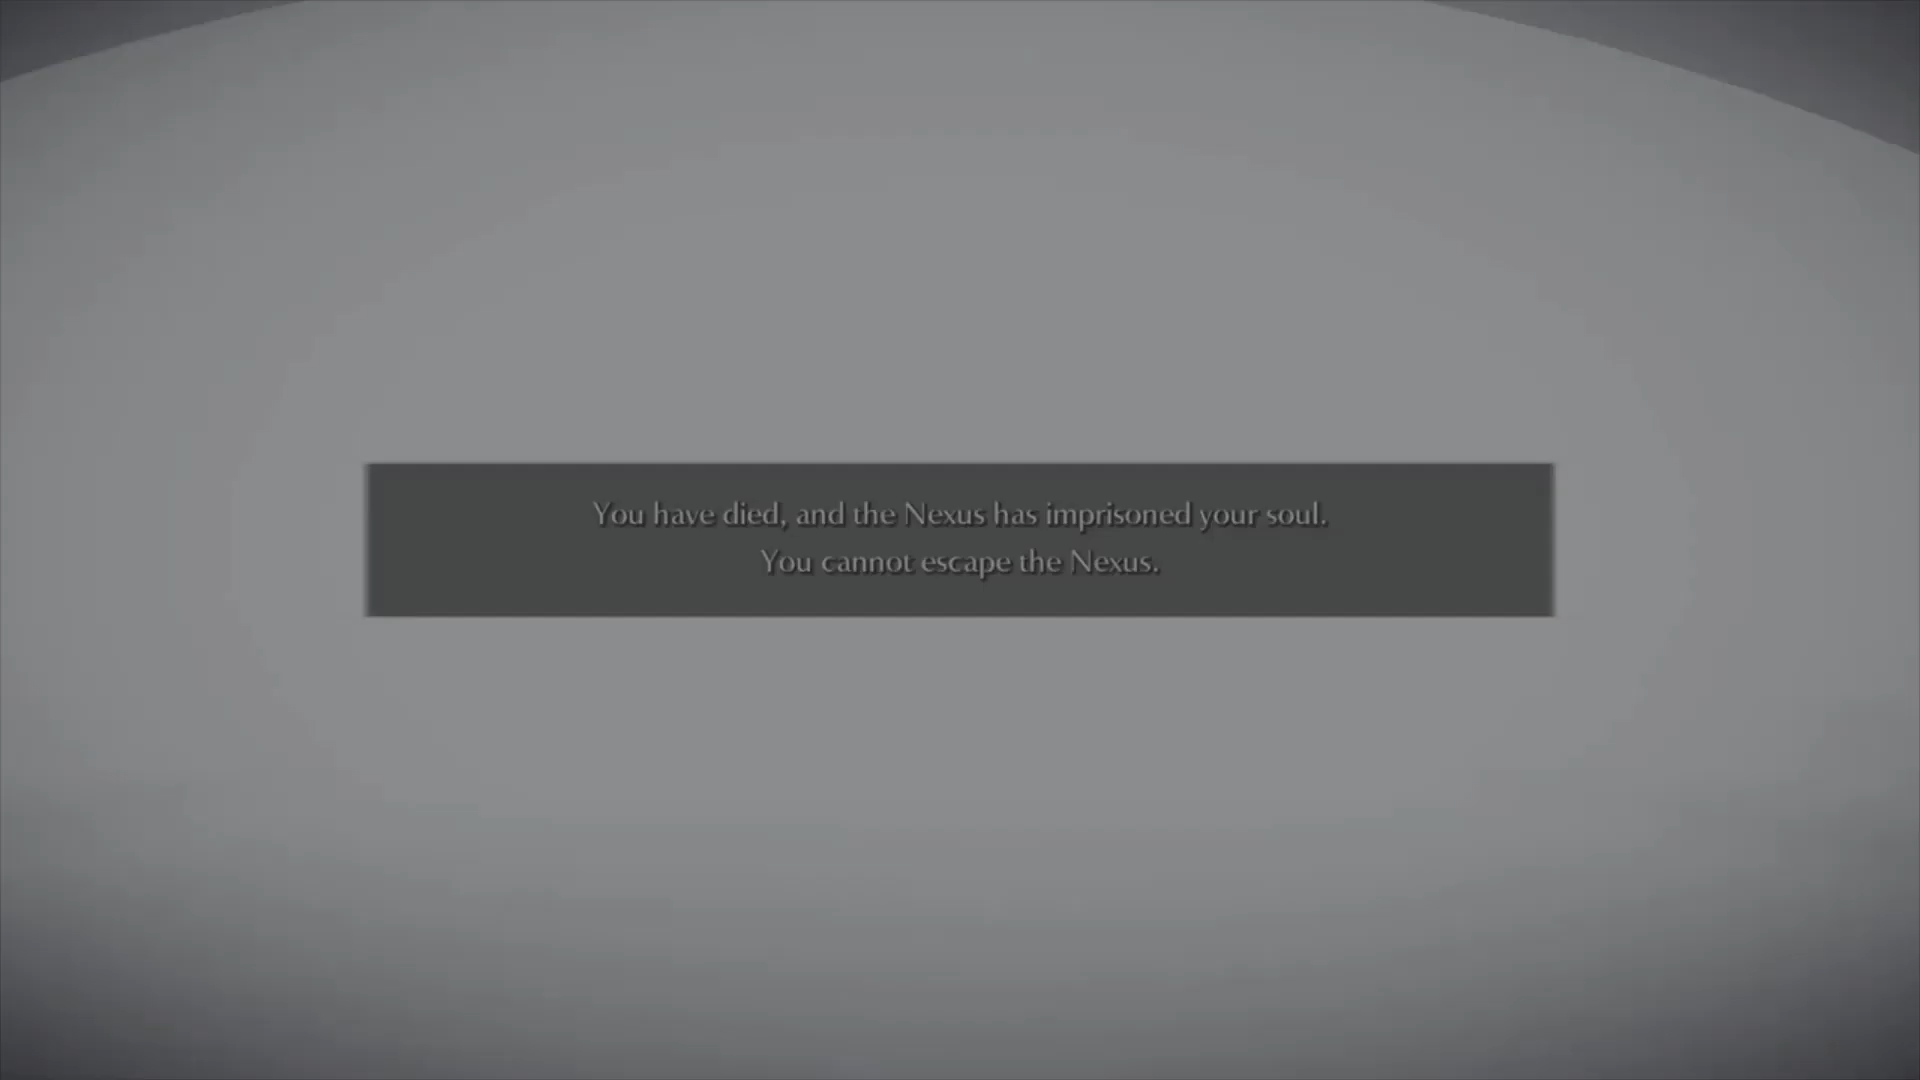 You have died, and the Nexus has imprisoned your soul.
You cannot escape the Nexus.